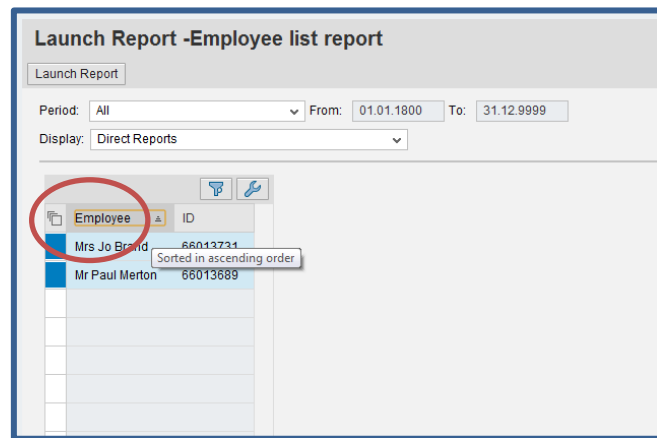 Launch Report -Employee list report
Launch Report
Period: All From: 01.01.1800 To: 31.12.9999
Display: Direct Reports
Employee ID
Mrs Jo Brand 66013731
Sorted in ascending order
Mr Paul Merton 66013689